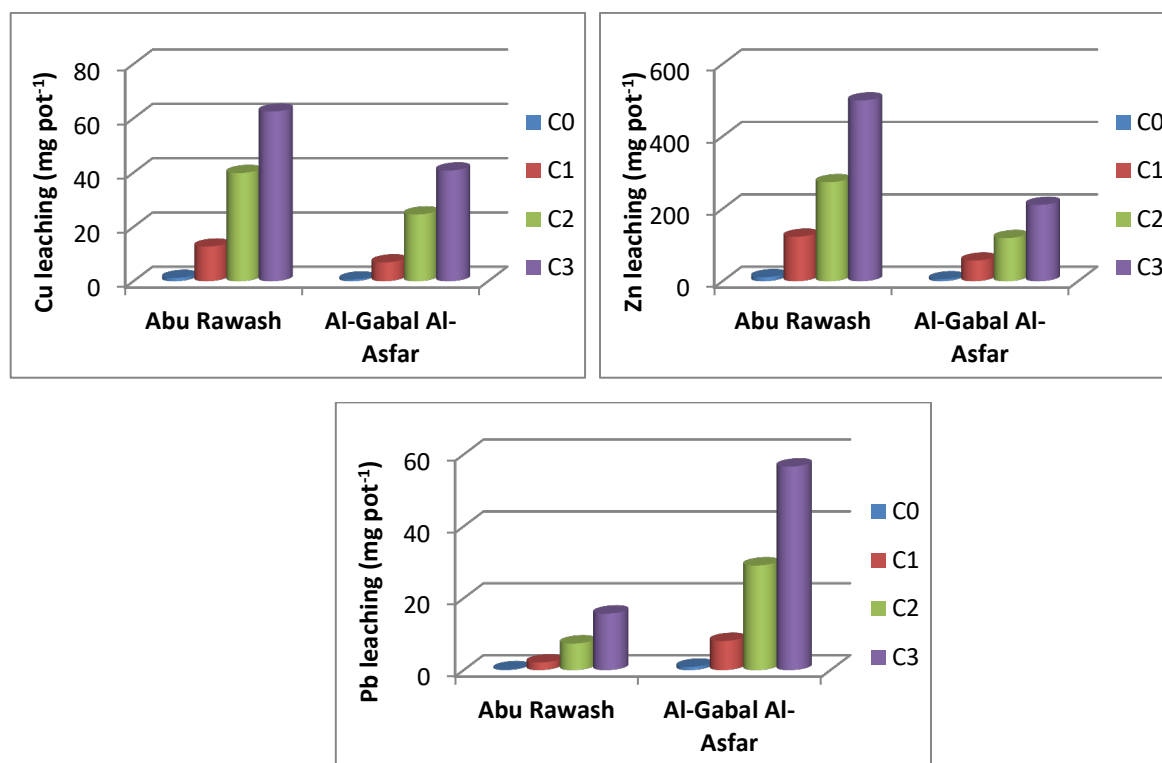 Cu leaching (mg pot⁻¹)
80
60
40
20
0
Abu Rawash
Al-Gabal Al-
Asfar
C0
C1
C2
C3
Zn leaching (mg pot⁻¹)
600
400
200
0
Abu Rawash
Al-Gabal Al-
Asfar
C0
C1
C2
C3
Pb leaching (mg pot⁻¹)
60
40
20
0
Abu Rawash
Al-Gabal Al-
Asfar
C0
C1
C2
C3